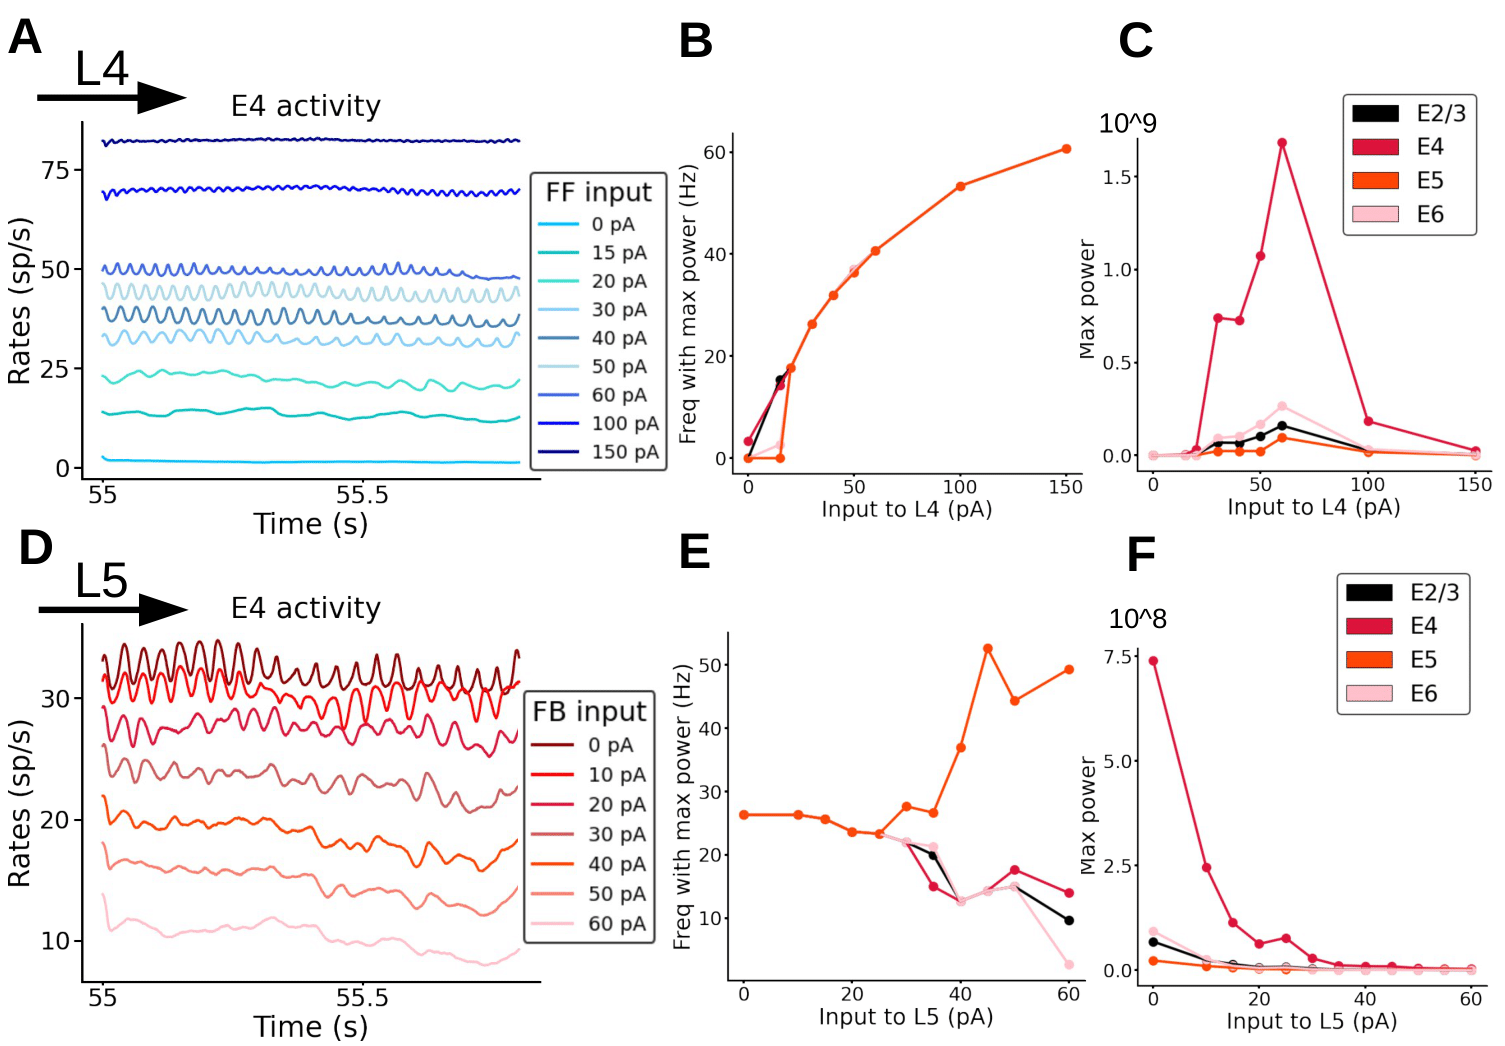 A
L4
E4 activity
Rates (sp/s)
75
50
25
0
55
55.5
Time (s)
FF input
0 pA
15 pA
20 pA
30 pA
40 pA
50 pA
60 pA
100 pA
150 pA
B
Freq with max power (Hz)
60
40
20
0
0
50
100
150
Input to L4 (pA)
C
10^9
Max power
1.5
1.0
0.5
0.0
0
50
100
150
Input to L4 (pA)
E2/3
E4
E5
E6
D
L5
E4 activity
Rates (sp/s)
30
20
10
55
55.5
Time (s)
FB input
0 pA
10 pA
20 pA
30 pA
40 pA
50 pA
60 pA
E
Freq with max power (Hz)
50
40
30
20
10
0
20
40
60
Input to L5 (pA)
F
10^8
Max power
7.5
5.0
2.5
0.0
0
20
40
60
Input to L5 (pA)
E2/3
E4
E5
E6